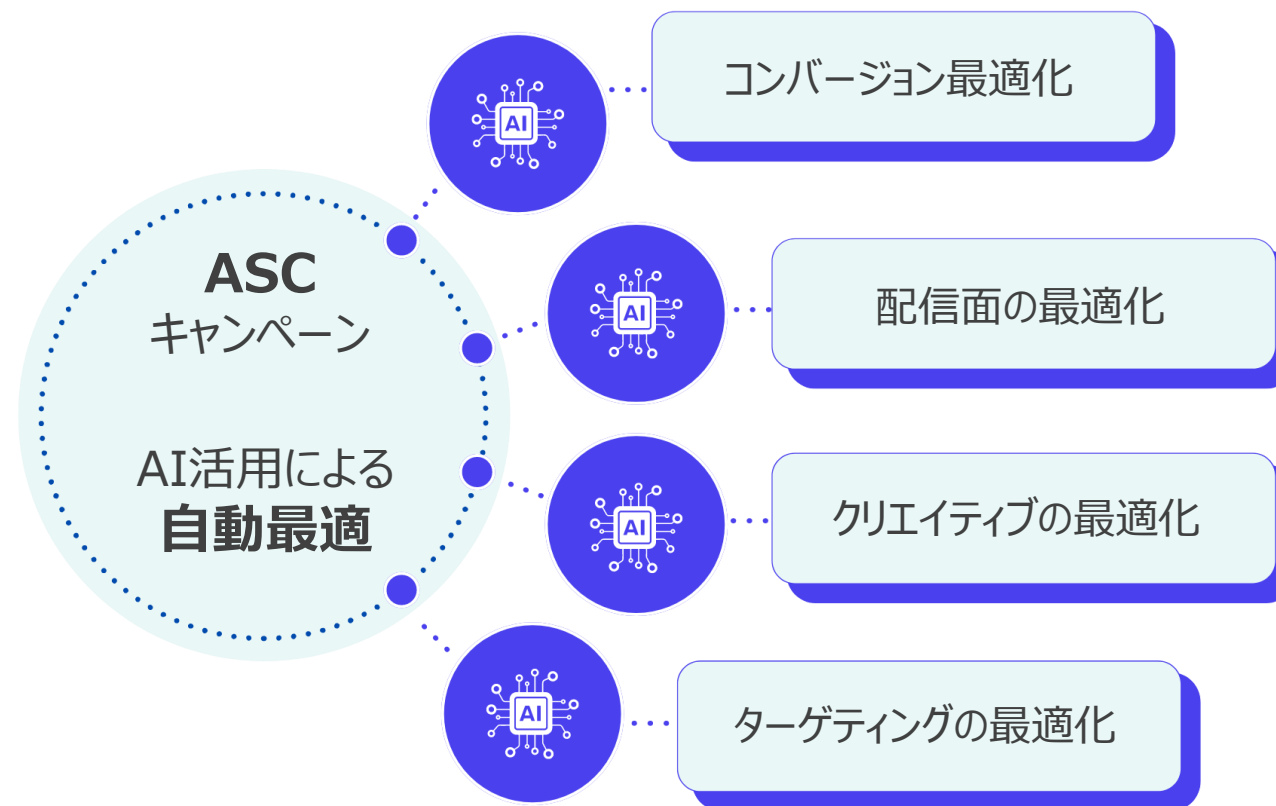 ASC
キャンペーン
AI活用による
自動最適
AI
コンバージョン最適化
AI
配信面の最適化
AI
クリエイティブの最適化
AI
ターゲティングの最適化